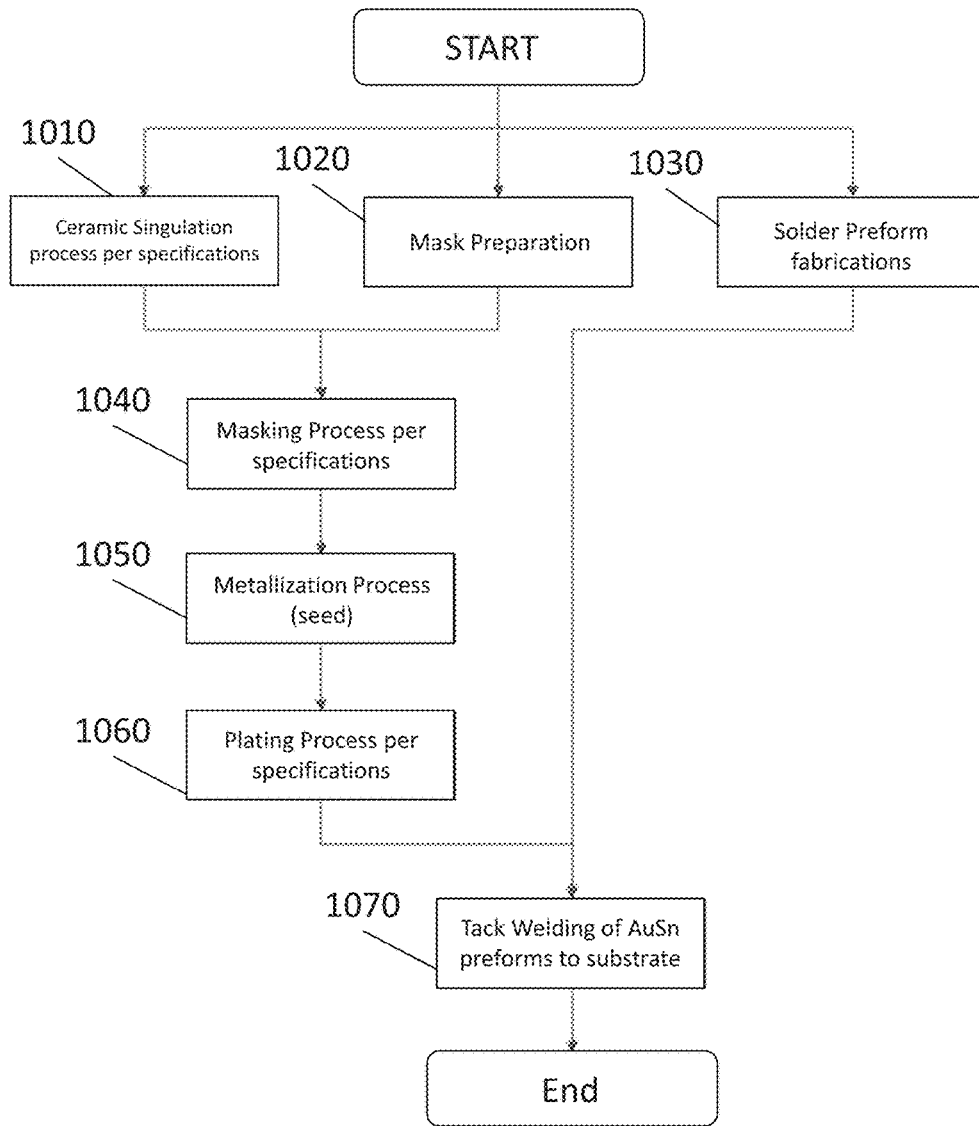 START
1010
1020
1030
Ceramic Singulation
process per specifications
Mask Preparation
Solder Preform
fabrications
1040
Masking Process per
specifications
1050
Metallization Process
(seed)
1060
Plating Process per
specifications
1070
Tack Welding of AuSn
preforms to substrate
End